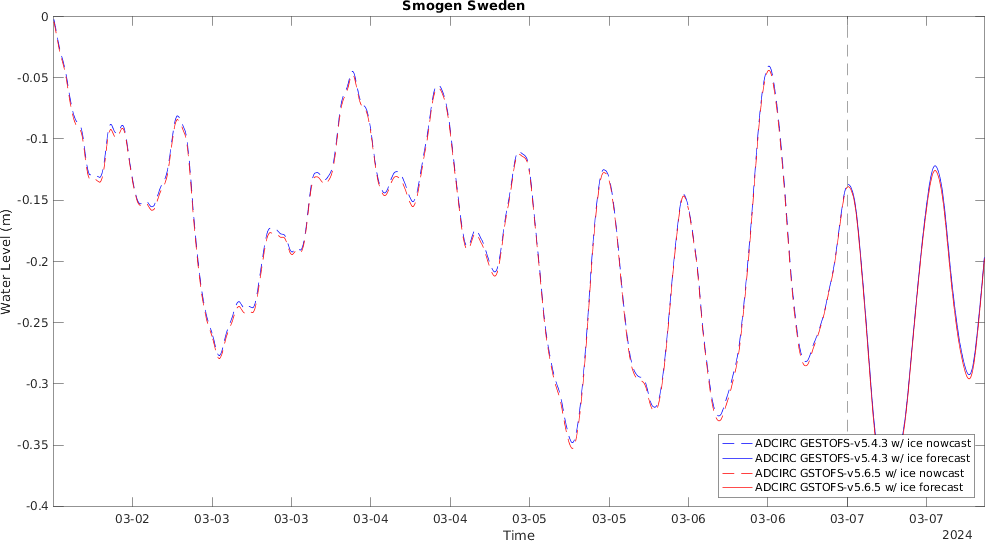 Smogen Sweden
0
-0.05
-0.1
-0.15
-0.2
-0.25
-0.3
-0.35
-0.4
Water Level (m)
ADCIRC GESTOFS-v5.4.3 w/ ice nowcast
ADCIRC GESTOFS-v5.4.3 w/ ice forecast
ADCIRC GSTOFS-v5.6.5 w/ ice nowcast
ADCIRC GSTOFS-v5.6.5 w/ ice forecast
03-02 03-03 03-03 03-04 03-04 03-05 03-05 03-06 03-06 03-07 03-07
Time
2024